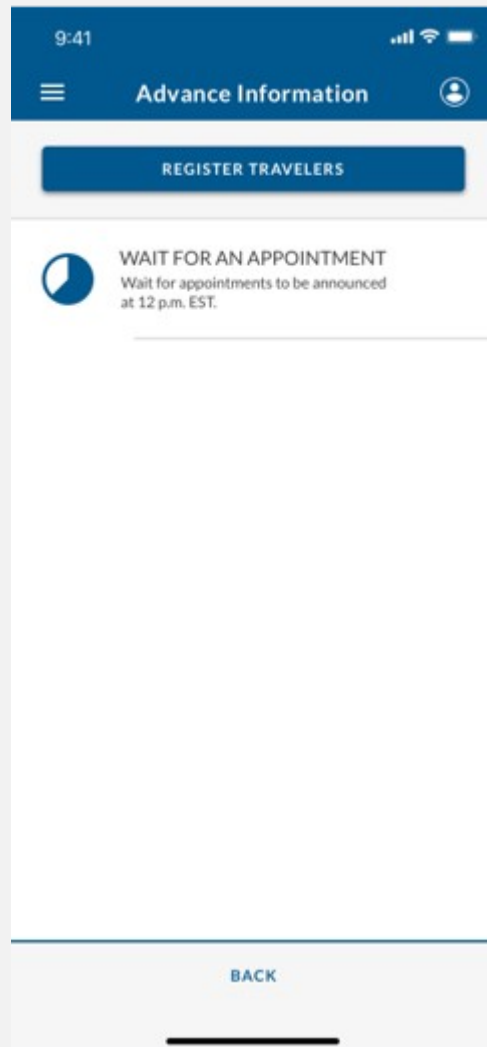 9:41
Advance Information
REGISTER TRAVELERS
WAIT FOR AN APPOINTMENT
Wait for appointments to be announced
at 12 p.m. EST.
BACK